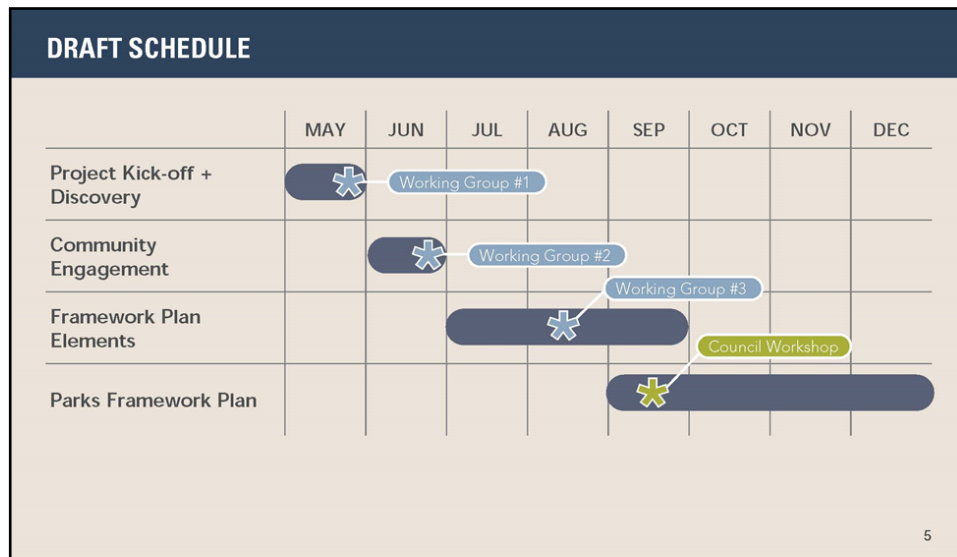 DRAFT SCHEDULE
MAY JUN JUL AUG SEP OCT NOV DEC
Project Kick-off +
Discovery
Working Group #1
Community
Engagement
Working Group #2
Working Group #3
Framework Plan
Elements
Council Workshop
Parks Framework Plan
5